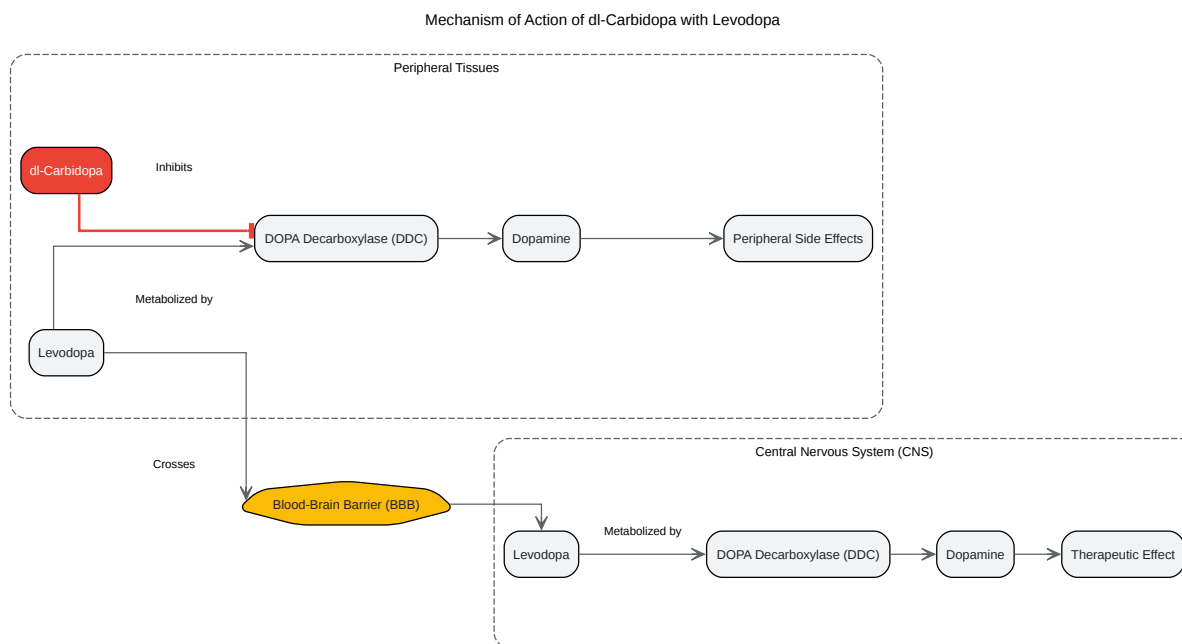 Mechanism of Action of dl-Carbidopa with Levodopa
Peripheral Tissues
dl-Carbidopa
Inhibits
DOPA Decarboxylase (DDC)
Dopamine
Peripheral Side Effects
Metabolized by
Levodopa
Crosses
Blood-Brain Barrier (BBB)
Central Nervous System (CNS)
Levodopa
Metabolized by
DOPA Decarboxylase (DDC)
Dopamine
Therapeutic Effect